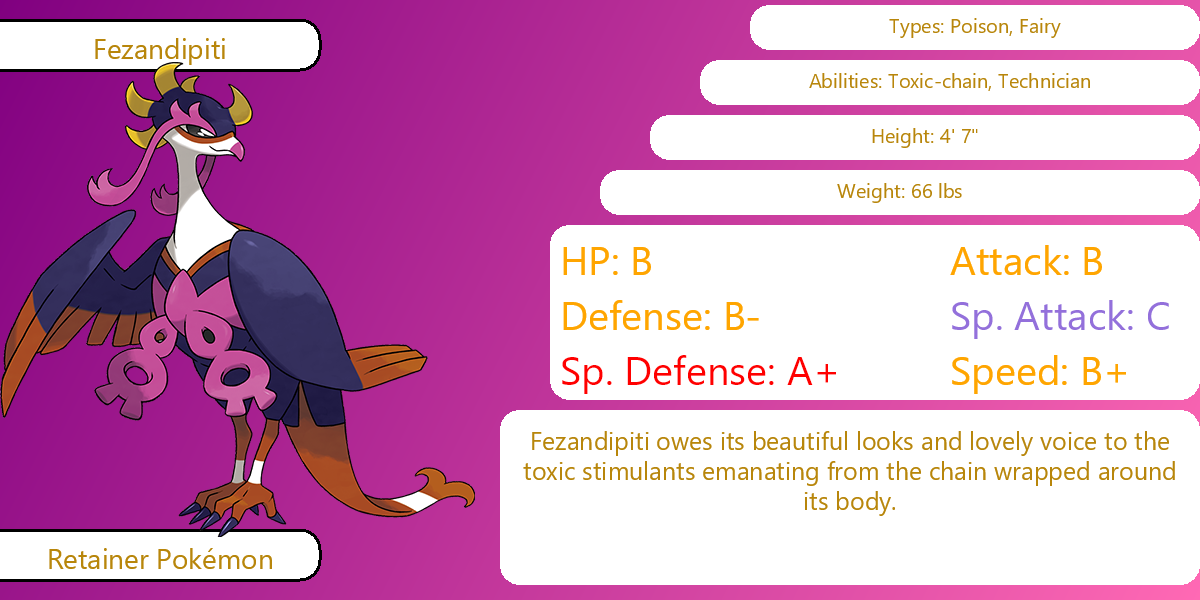 Fezandipiti
Types: Poison, Fairy
Abilities: Toxic-chain, Technician
Height: 4' 7"
Weight: 66 lbs
HP: B
Attack: B
Defense: B-
Sp. Attack: C
Sp. Defense: A+
Speed: B+
Fezandipiti owes its beautiful looks and lovely voice to the
toxic stimulants emanating from the chain wrapped around
its body.
Retainer Pokémon